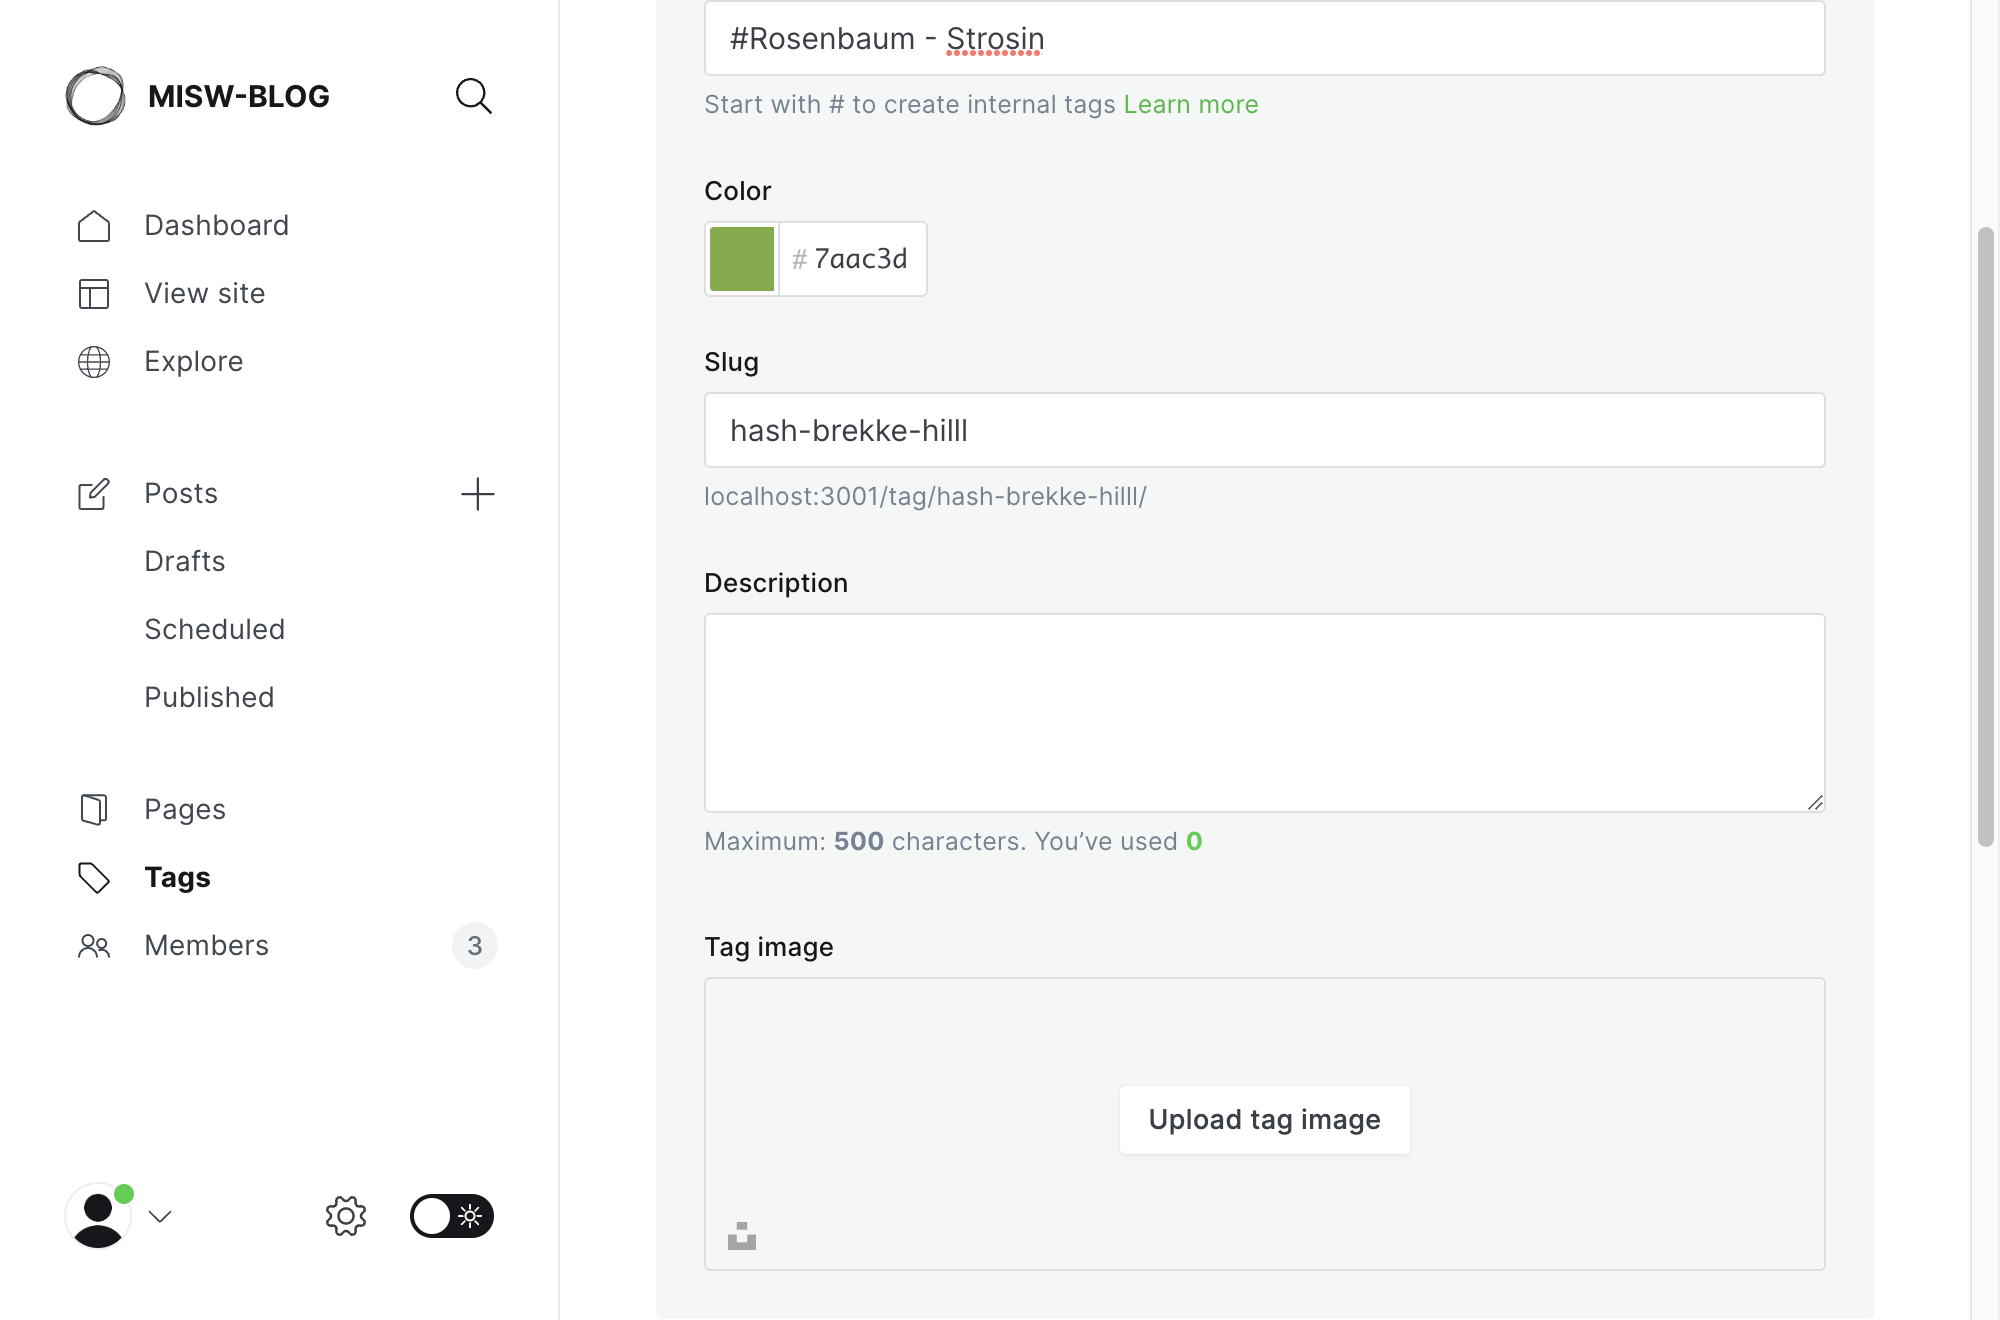 MISW-BLOG
Dashboard
View site
Explore
Posts
Drafts
Scheduled
Published
Pages
Tags
Members
3
#Rosenbaum - Strosin
Start with # to create internal tags Learn more
Color
# 7aac3d
Slug
hash-brekke-hilll
localhost:3001/tag/hash-brekke-hilll/
Description
Maximum: 500 characters. You’ve used 0
Tag image
Upload tag image